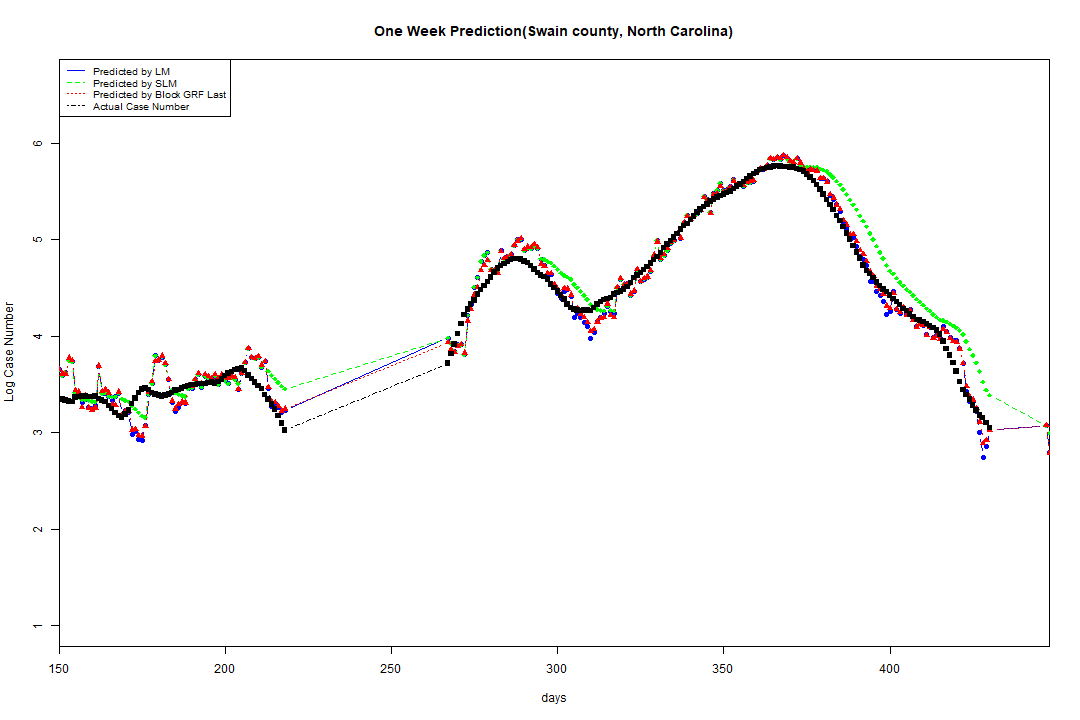 One Week Prediction(Swain county, North Carolina)
Predicted by LM
Predicted by SLM
Predicted by Block GRF Last
Actual Case Number
Log Case Number
6
5
4
3
2
1
150 200 250 300 350 400
days